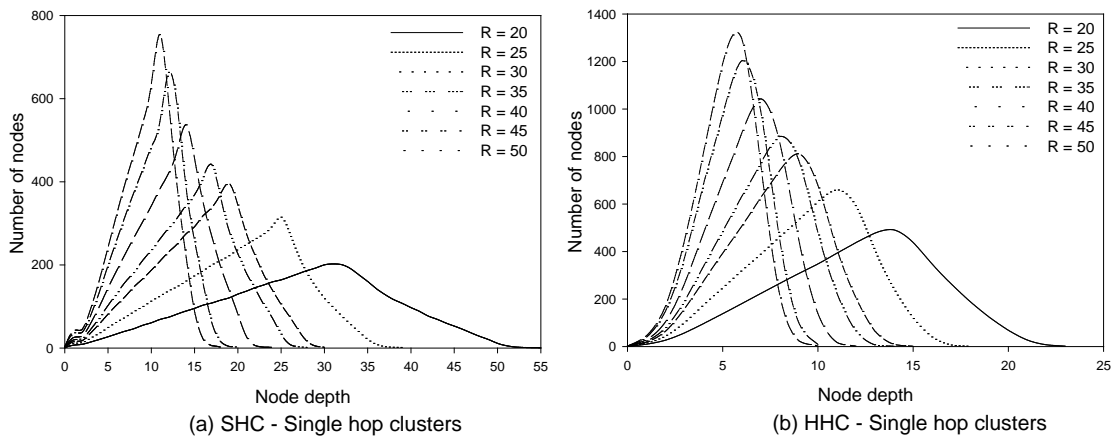 800
600
400
200
0
Number of nodes
R = 20
R = 25
R = 30
R = 35
R = 40
R = 45
R = 50
0 5 10 15 20 25 30 35 40 45 50 55
Node depth
(a) SHC - Single hop clusters
1400
1200
1000
800
600
400
200
0
Number of nodes
R = 20
R = 25
R = 30
R = 35
R = 40
R = 45
R = 50
0 5 10 15 20 25
Node depth
(b) HHC - Single hop clusters